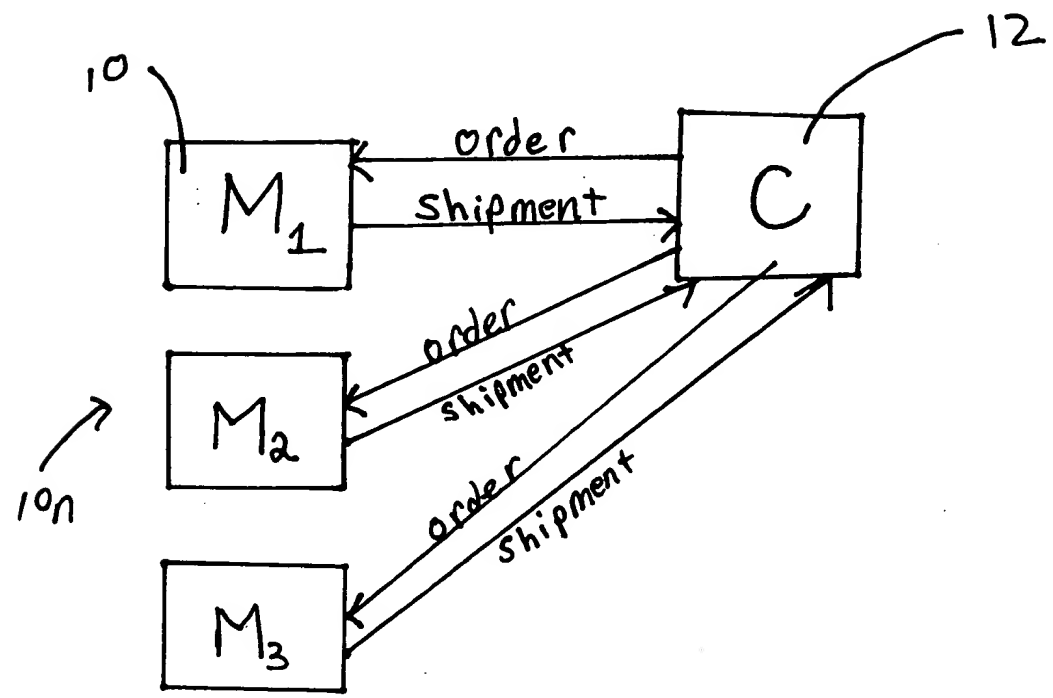 12
10
order
M1
shipment
C
order
shipment
M2
10n
order
shipment
M3